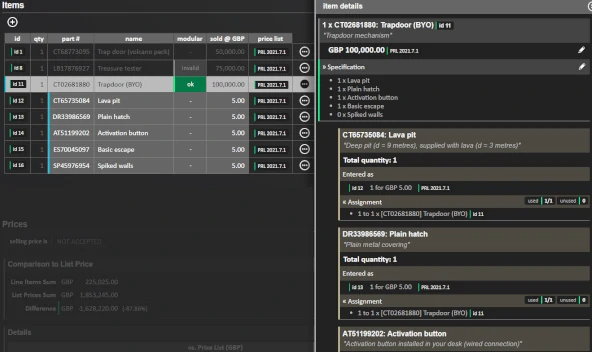 Items
id qty part # name modular sold @ GBP price list
id 1 1 CT68773095 Trap door (volcano pack) - 50,000.00 PRL 2021.7.1
id 8 1 LB17876927 Treasure tester invalid 75,000.00 PRL 2021.7.1
id 11 1 CT02681880 Trapdoor (BYO) ok 100,000.00 PRL 2021.7.1
id 12 1 CT65735084 Lava pit - 5.00 PRL 2021.7.1
id 13 1 DR33986569 Plain hatch - 5.00 PRL 2021.7.1
id 14 1 AT51199202 Activation button - 5.00 PRL 2021.7.1
id 15 1 ES70045097 Basic escape - 5.00 PRL 2021.7.1
id 16 1 SP45976954 Spiked walls - 5.00 PRL 2021.7.1
Prices
selling price is NOT ACCEPTED
Comparison to List Price
Line Items Sum GBP 225,025.00
List Prices Sum GBP
Difference GBP (-87.84%)
Details
vs. Price List (GBP)
item details
1 x CT02681880: Trapdoor (BYO) id 11
"Trapdoor mechanism"
GBP 100,000.00 PRL 2021.7.1
» Specification
• 1 x Lava pit
• 1 x Plain hatch
• 1 x Activation button
• 1 x Basic escape
• 0 x Spiked walls
CT65735084: Lava pit
"Deep pit (d = 9 metres), supplied with lava (d = 3 metres)"
Total quantity: 1
Entered as
id 12 1 for GBP 5.00 PRL 2021.7.1
« Assignment used 1/1 unused 0
• 1 to 1 x [CT02681880] Trapdoor (BYO) id 11
DR33986569: Plain hatch
"Plain metal covering"
Total quantity: 1
Entered as
id 13 1 for GBP 5.00 PRL 2021.7.1
« Assignment used 1/1 unused 0
• 1 to 1 x [CT02681880] Trapdoor (BYO) id 11
AT51199202: Activation button
"Activation button installed in your desk (wired connection)"
Total quantity: 1